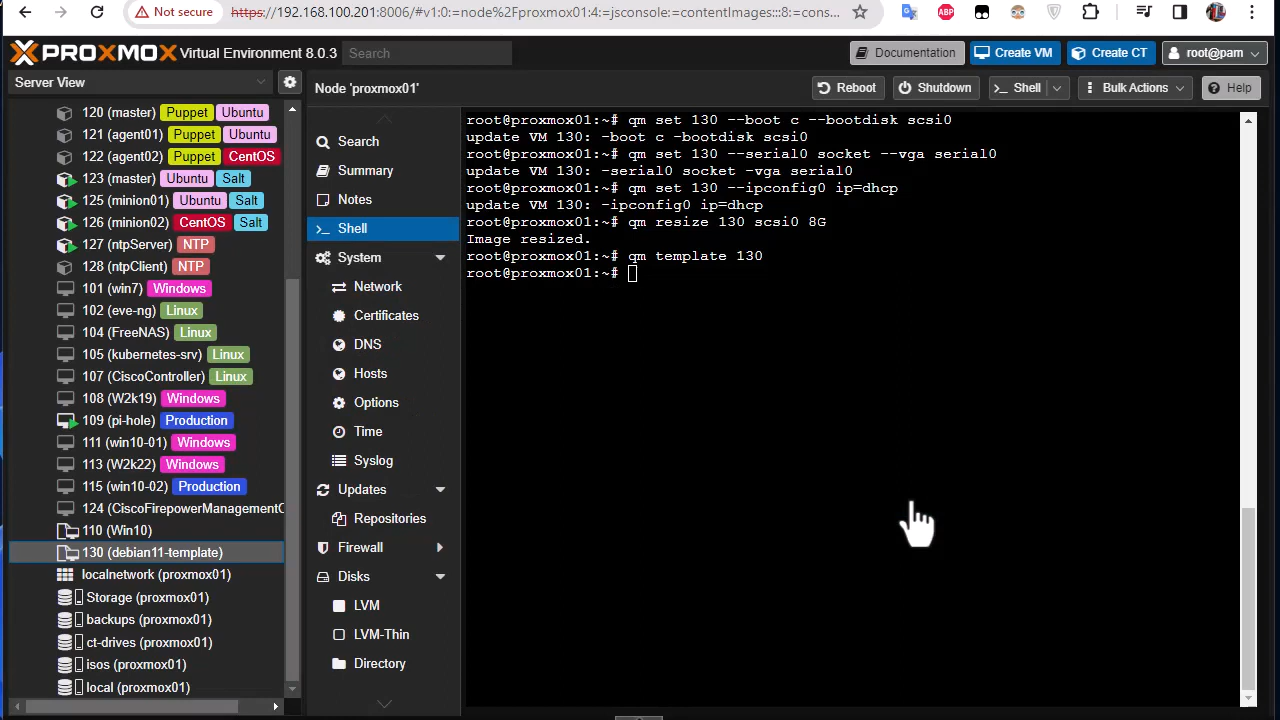 Not secure https://192.168.100.201:8006/#v1:0:=node%2Fproxmox01:4:=jsconsole:=contentImages:::8:=cons...
PROXMOX Virtual Environment 8.0.3 Search Documentation Create VM Create CT root@pam
Server View
Node 'proxmox01' Reboot Shutdown Shell Bulk Actions Help
120 (master) Puppet Ubuntu
121 (agent01) Puppet Ubuntu
122 (agent02) Puppet CentOS
123 (master) Ubuntu Salt
125 (minion01) Ubuntu Salt
126 (minion02) CentOS Salt
127 (ntpServer) NTP
128 (ntpClient) NTP
101 (win7) Windows
102 (eve-ng) Linux
104 (FreeNAS) Linux
105 (kubernetes-srv) Linux
107 (CiscoController) Linux
108 (W2k19) Windows
109 (pi-hole) Production
111 (win10-01) Windows
113 (W2k22) Windows
115 (win10-02) Production
124 (CiscoFirepowerManagementC
110 (Win10)
130 (debian11-template)
localnetwork (proxmox01)
Storage (proxmox01)
backups (proxmox01)
ct-drives (proxmox01)
isos (proxmox01)
local (proxmox01)
Search
Summary
Notes
Shell
System
Network
Certificates
DNS
Hosts
Options
Time
Syslog
Updates
Repositories
Firewall
Disks
LVM
LVM-Thin
Directory
root@proxmox01:~# qm set 130 --boot c --bootdisk scsi0
update VM 130: -boot c -bootdisk scsi0
root@proxmox01:~# qm set 130 --serial0 socket --vga serial0
update VM 130: -serial0 socket -vga serial0
root@proxmox01:~# qm set 130 --ipconfig0 ip=dhcp
update VM 130: -ipconfig0 ip=dhcp
root@proxmox01:~# qm resize 130 scsi0 8G
Image resized.
root@proxmox01:~# qm template 130
root@proxmox01:~#